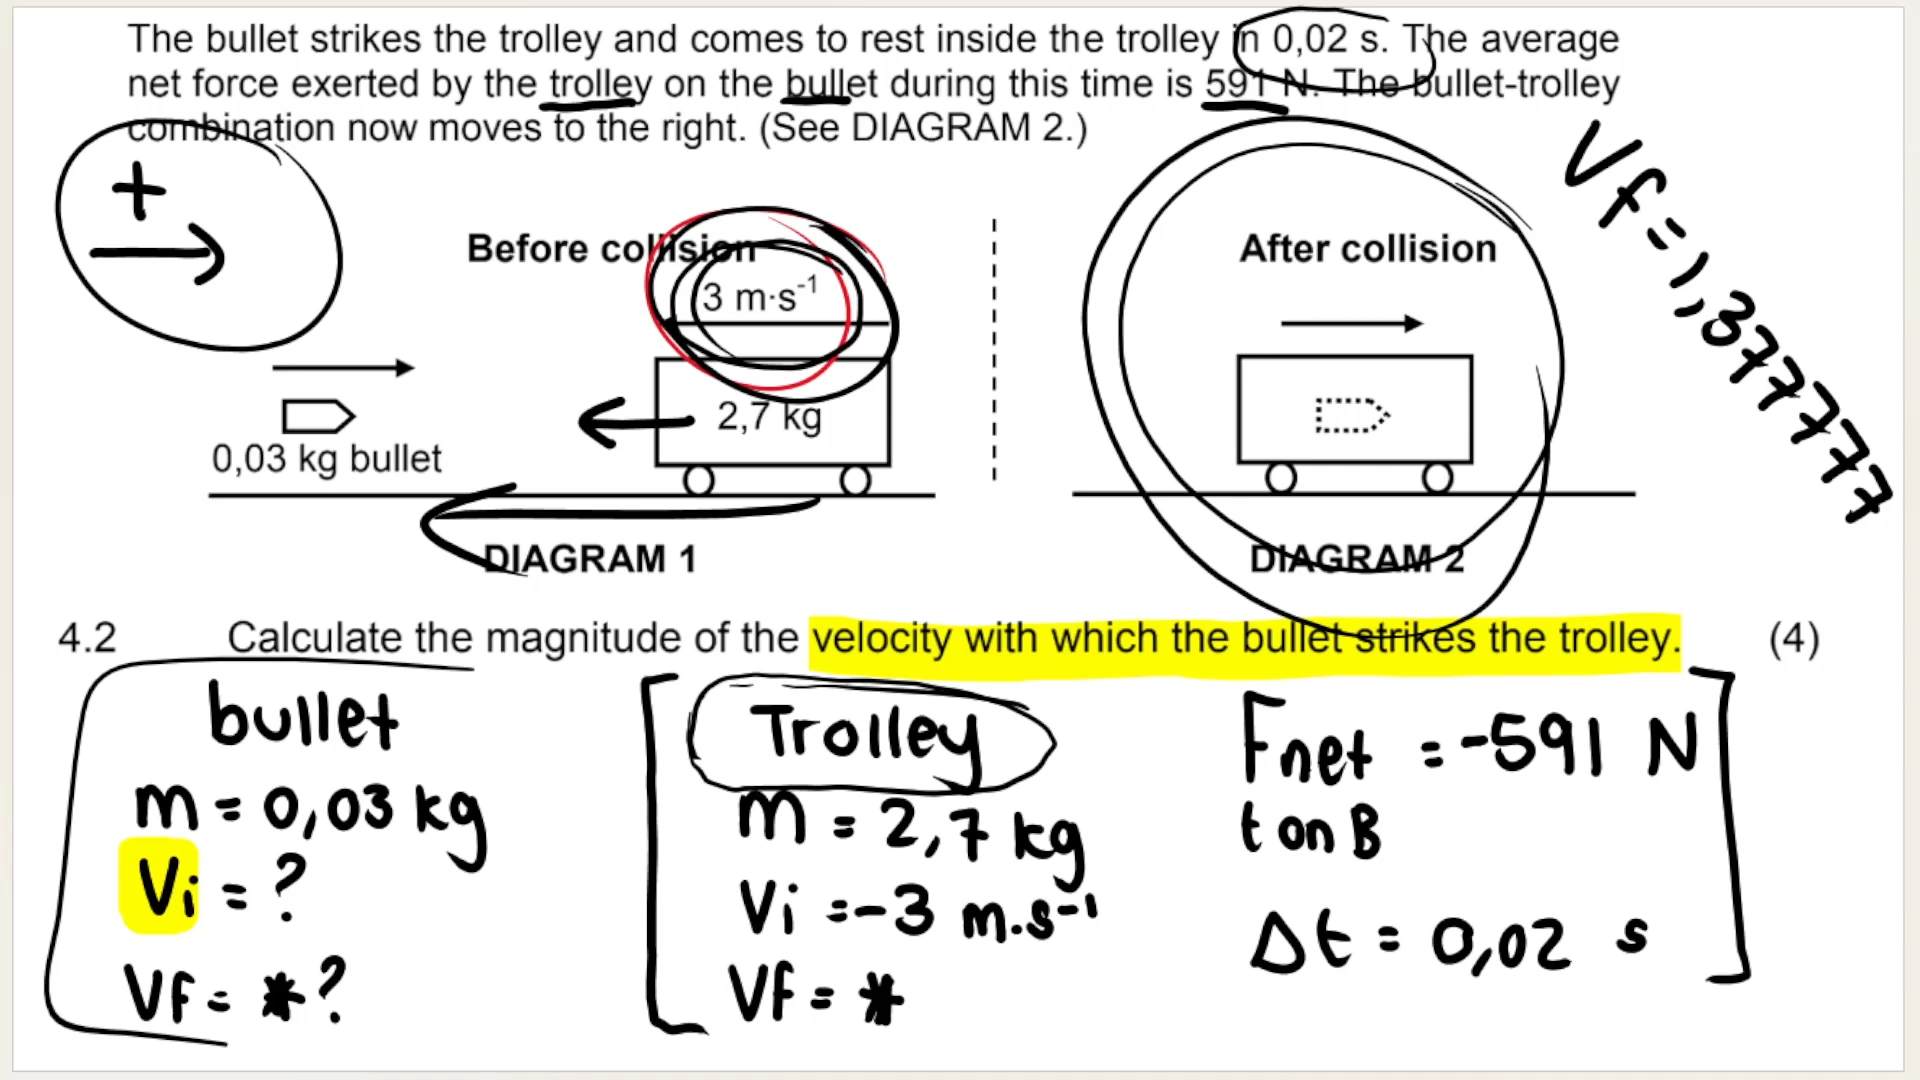 The bullet strikes the trolley and comes to rest inside the trolley in 0,02 s. The average
net force exerted by the trolley on the bullet during this time is 591 N. The bullet-trolley
combination now moves to the right. (See DIAGRAM 2.)
+
Vf = 1,377777
Before collision
After collision
3 m·s⁻¹
2,7 kg
0,03 kg bullet
DIAGRAM 1
DIAGRAM 2
4.2 Calculate the magnitude of the velocity with which the bullet strikes the trolley. (4)
bullet
m = 0,03 kg
Vi = ?
Vf = * ?
Trolley
m = 2,7 kg
Vi = -3 m.s⁻¹
Vf = *
Fnet = -591 N
t on B
Δt = 0,02 s